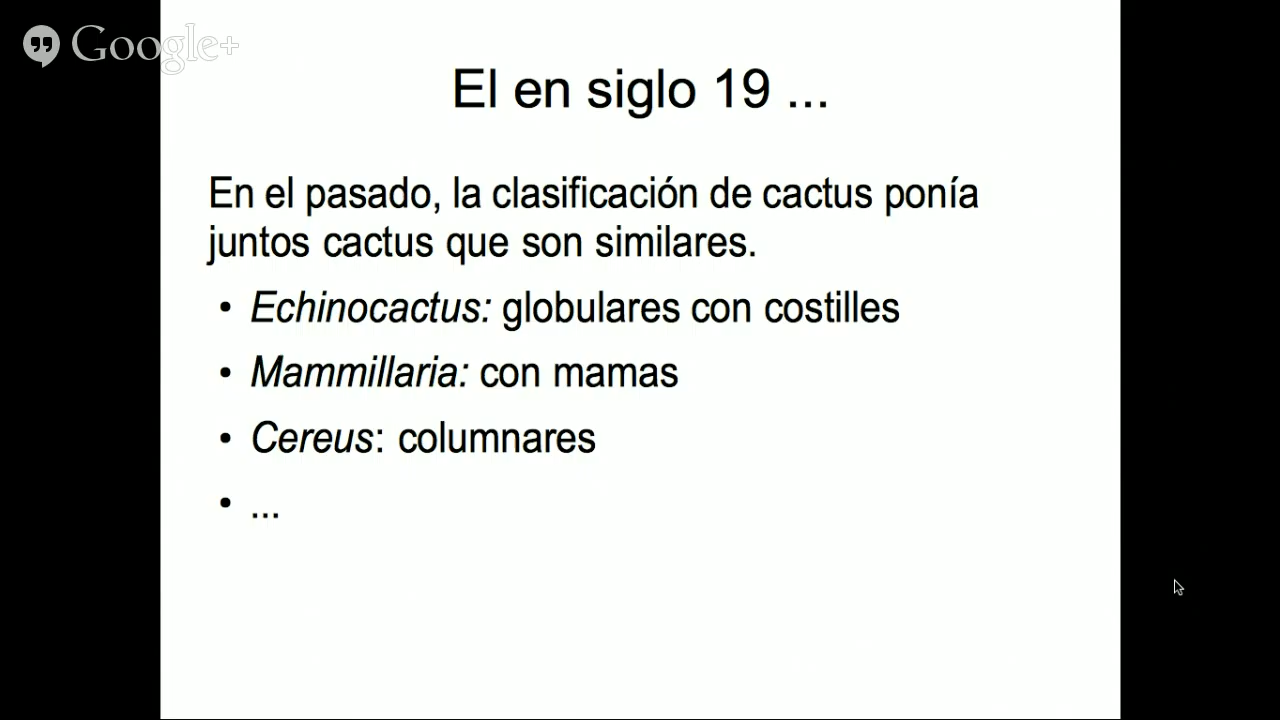 Google+
El en siglo 19 ...
En el pasado, la clasificación de cactus ponía
juntos cactus que son similares.
• Echinocactus: globulares con costilles
• Mammillaria: con mamas
• Cereus: columnares
• ...